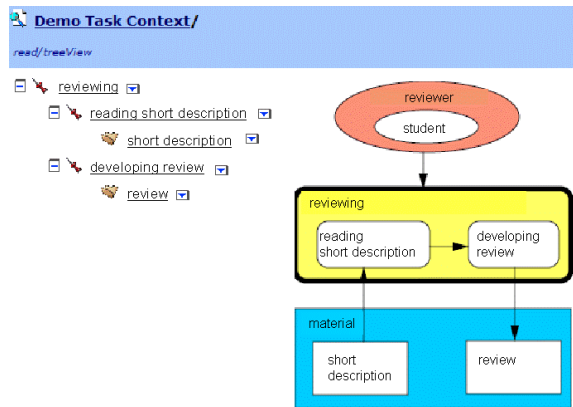 Demo Task Context/
read/treeView
reviewing
reading short description
short description
developing review
review
reviewer
student
reviewing
reading
short description
developing
review
material
short
description
review